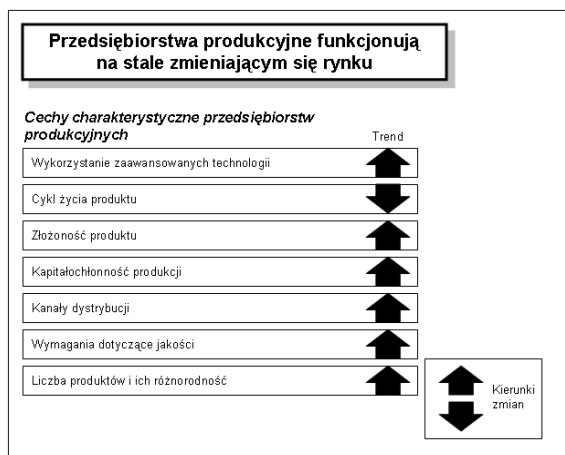 Przedsiębiorstwa produkcyjne funkcjonują
na stale zmieniającym się rynku
Cechy charakterystyczne przedsiębiorstw
produkcyjnych
Trend
Wykorzystanie zaawansowanych technologii
Cykl życia produktu
Złożoność produktu
Kapitałochłonność produkcji
Kanały dystrybucji
Wymagania dotyczące jakości
Liczba produktów i ich różnorodność
Kierunki
zmian